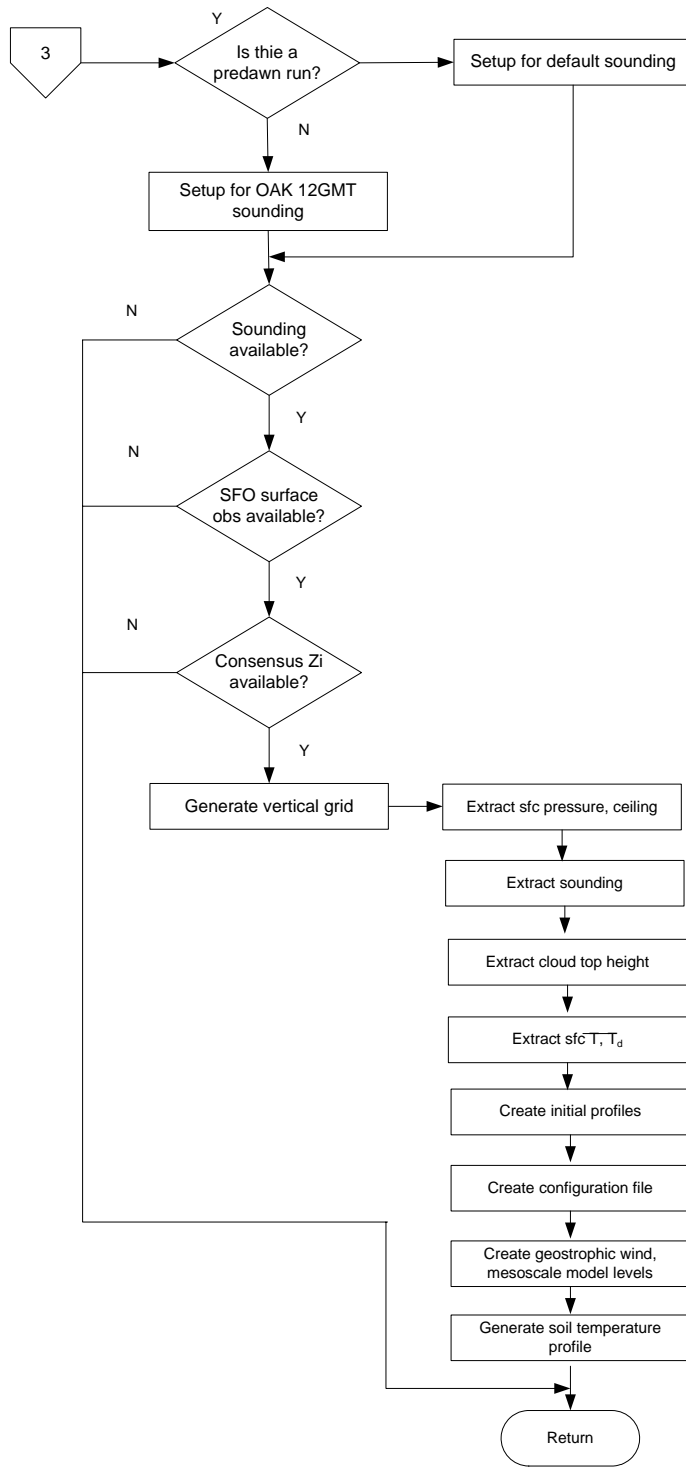 Y
3
Is thie a
predawn run?
Setup for default sounding
N
Setup for OAK 12GMT
sounding
N
Sounding
available?
Y
N
SFO surface
obs available?
Y
N
Consensus Zi
available?
Y
Generate vertical grid
Extract sfc pressure, ceiling
Extract sounding
Extract cloud top height
Extract sfc T, Td
Create initial profiles
Create configuration file
Create geostrophic wind,
mesoscale model levels
Generate soil temperature
profile
Return